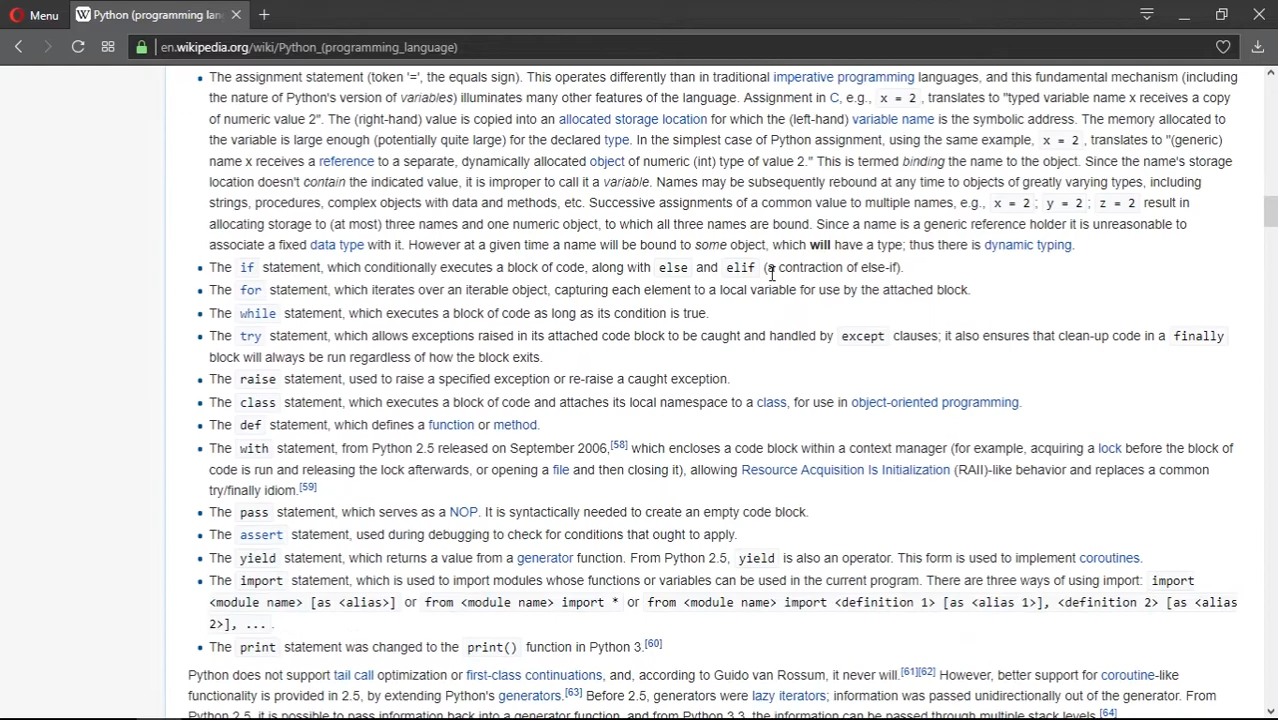 Menu
Python (programming lan
en.wikipedia.org/wiki/Python_(programming_language)
The assignment statement (token '=', the equals sign). This operates differently than in traditional imperative programming languages, and this fundamental mechanism (including
the nature of Python's version of variables) illuminates many other features of the language. Assignment in C, e.g., x = 2, translates to "typed variable name x receives a copy
of numeric value 2". The (right-hand) value is copied into an allocated storage location for which the (left-hand) variable name is the symbolic address. The memory allocated to
the variable is large enough (potentially quite large) for the declared type. In the simplest case of Python assignment, using the same example, x = 2, translates to "(generic)
name x receives a reference to a separate, dynamically allocated object of numeric (int) type of value 2." This is termed binding the name to the object. Since the name's storage
location doesn't contain the indicated value, it is improper to call it a variable. Names may be subsequently rebound at any time to objects of greatly varying types, including
strings, procedures, complex objects with data and methods, etc. Successive assignments of a common value to multiple names, e.g., x = 2; y = 2; z = 2 result in
allocating storage to (at most) three names and one numeric object, to which all three names are bound. Since a name is a generic reference holder it is unreasonable to
associate a fixed data type with it. However at a given time a name will be bound to some object, which will have a type; thus there is dynamic typing.
The if statement, which conditionally executes a block of code, along with else and elif (a contraction of else-if).
The for statement, which iterates over an iterable object, capturing each element to a local variable for use by the attached block.
The while statement, which executes a block of code as long as its condition is true.
The try statement, which allows exceptions raised in its attached code block to be caught and handled by except clauses; it also ensures that clean-up code in a finally
block will always be run regardless of how the block exits.
The raise statement, used to raise a specified exception or re-raise a caught exception.
The class statement, which executes a block of code and attaches its local namespace to a class, for use in object-oriented programming.
The def statement, which defines a function or method.
The with statement, from Python 2.5 released on September 2006,[58] which encloses a code block within a context manager (for example, acquiring a lock before the block of
code is run and releasing the lock afterwards, or opening a file and then closing it), allowing Resource Acquisition Is Initialization (RAII)-like behavior and replaces a common
try/finally idiom.[59]
The pass statement, which serves as a NOP. It is syntactically needed to create an empty code block.
The assert statement, used during debugging to check for conditions that ought to apply.
The yield statement, which returns a value from a generator function. From Python 2.5, yield is also an operator. This form is used to implement coroutines.
The import statement, which is used to import modules whose functions or variables can be used in the current program. There are three ways of using import: import
<module name> [as <alias>] or from <module name> import * or from <module name> import <definition 1> [as <alias 1>], <definition 2> [as <alias
2>], ... .
The print statement was changed to the print() function in Python 3.[60]
Python does not support tail call optimization or first-class continuations, and, according to Guido van Rossum, it never will.[61][62] However, better support for coroutine-like
functionality is provided in 2.5, by extending Python's generators.[63] Before 2.5, generators were lazy iterators; information was passed unidirectionally out of the generator. From
Python 2.5, it is possible to pass information back into a generator function, and from Python 3.3, the information can be passed through multiple stack levels.[64]